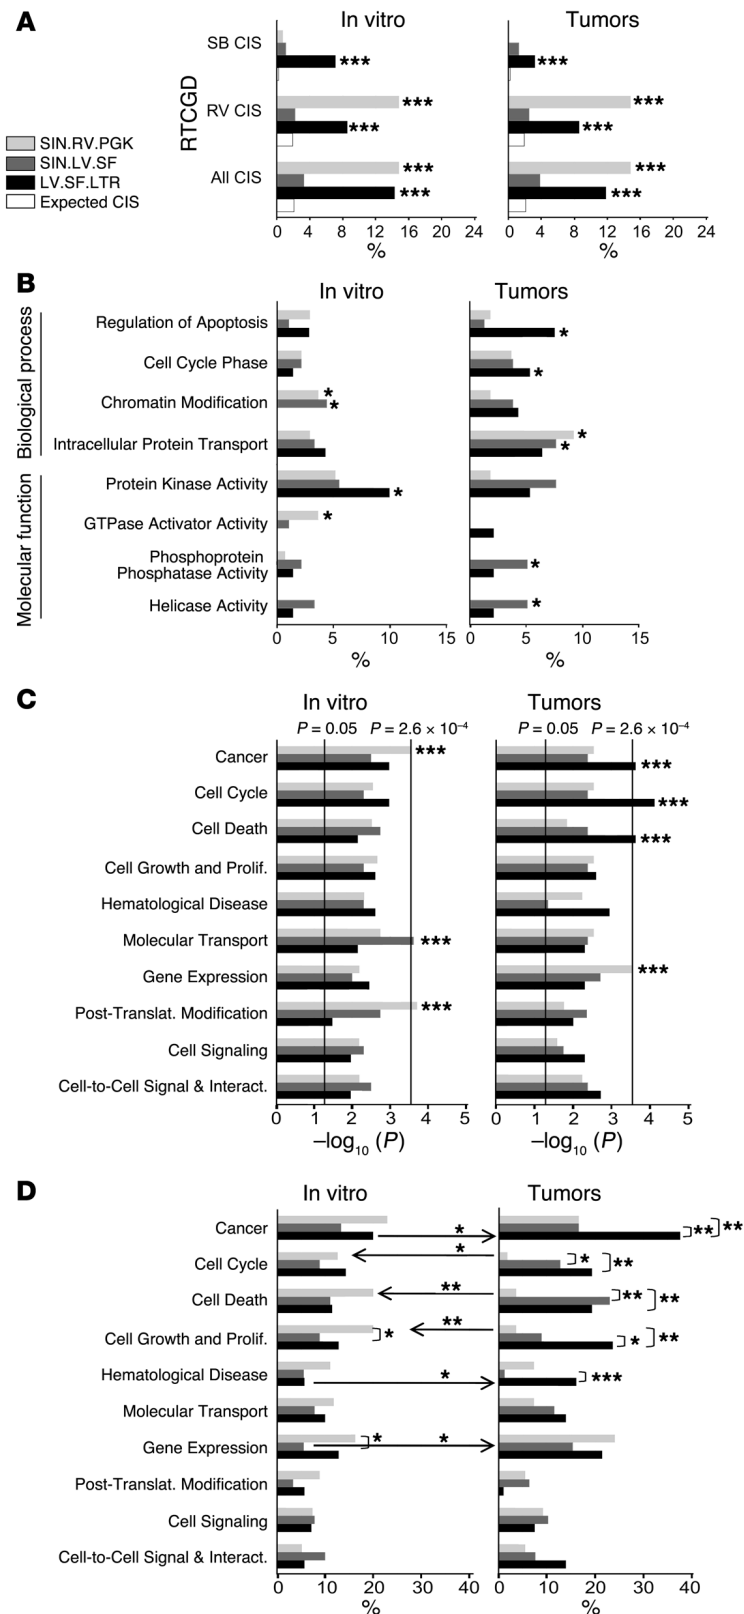 A
In vitro
Tumors
SB CIS
***
***
RTCGD
RV CIS
***
***
***
***
All CIS
***
***
***
***
SIN.RV.PGK
SIN.LV.SF
LV.SF.LTR
Expected CIS
0 4 8 12 16 20 24
0 4 8 12 16 20 24
%
%
B
In vitro
Tumors
Biological process
Regulation of Apoptosis
*
Cell Cycle Phase
*
Chromatin Modification
*
*
Intracellular Protein Transport
*
*
Molecular function
Protein Kinase Activity
*
GTPase Activator Activity
*
Phosphoprotein
Phosphatase Activity
*
Helicase Activity
*
0 5 10 15
0 5 10 15
%
%
C
In vitro
Tumors
P = 0.05 P = 2.6 × 10⁻⁴
P = 0.05 P = 2.6 × 10⁻⁴
Cancer
***
***
Cell Cycle
***
Cell Death
***
Cell Growth and Prolif.
Hematological Disease
Molecular Transport
***
Gene Expression
***
Post-Translat. Modification
***
Cell Signaling
Cell-to-Cell Signal & Interact.
0 1 2 3 4 5
0 1 2 3 4 5
–log₁₀ (P)
–log₁₀ (P)
D
In vitro
Tumors
Cancer
*
**
**
Cell Cycle
*
*
**
Cell Death
**
**
**
Cell Growth and Prolif.
*
**
*
**
Hematological Disease
*
***
Molecular Transport
Gene Expression
*
*
Post-Translat. Modification
Cell Signaling
Cell-to-Cell Signal & Interact.
0 10 20 30 40
0 10 20 30 40
%
%